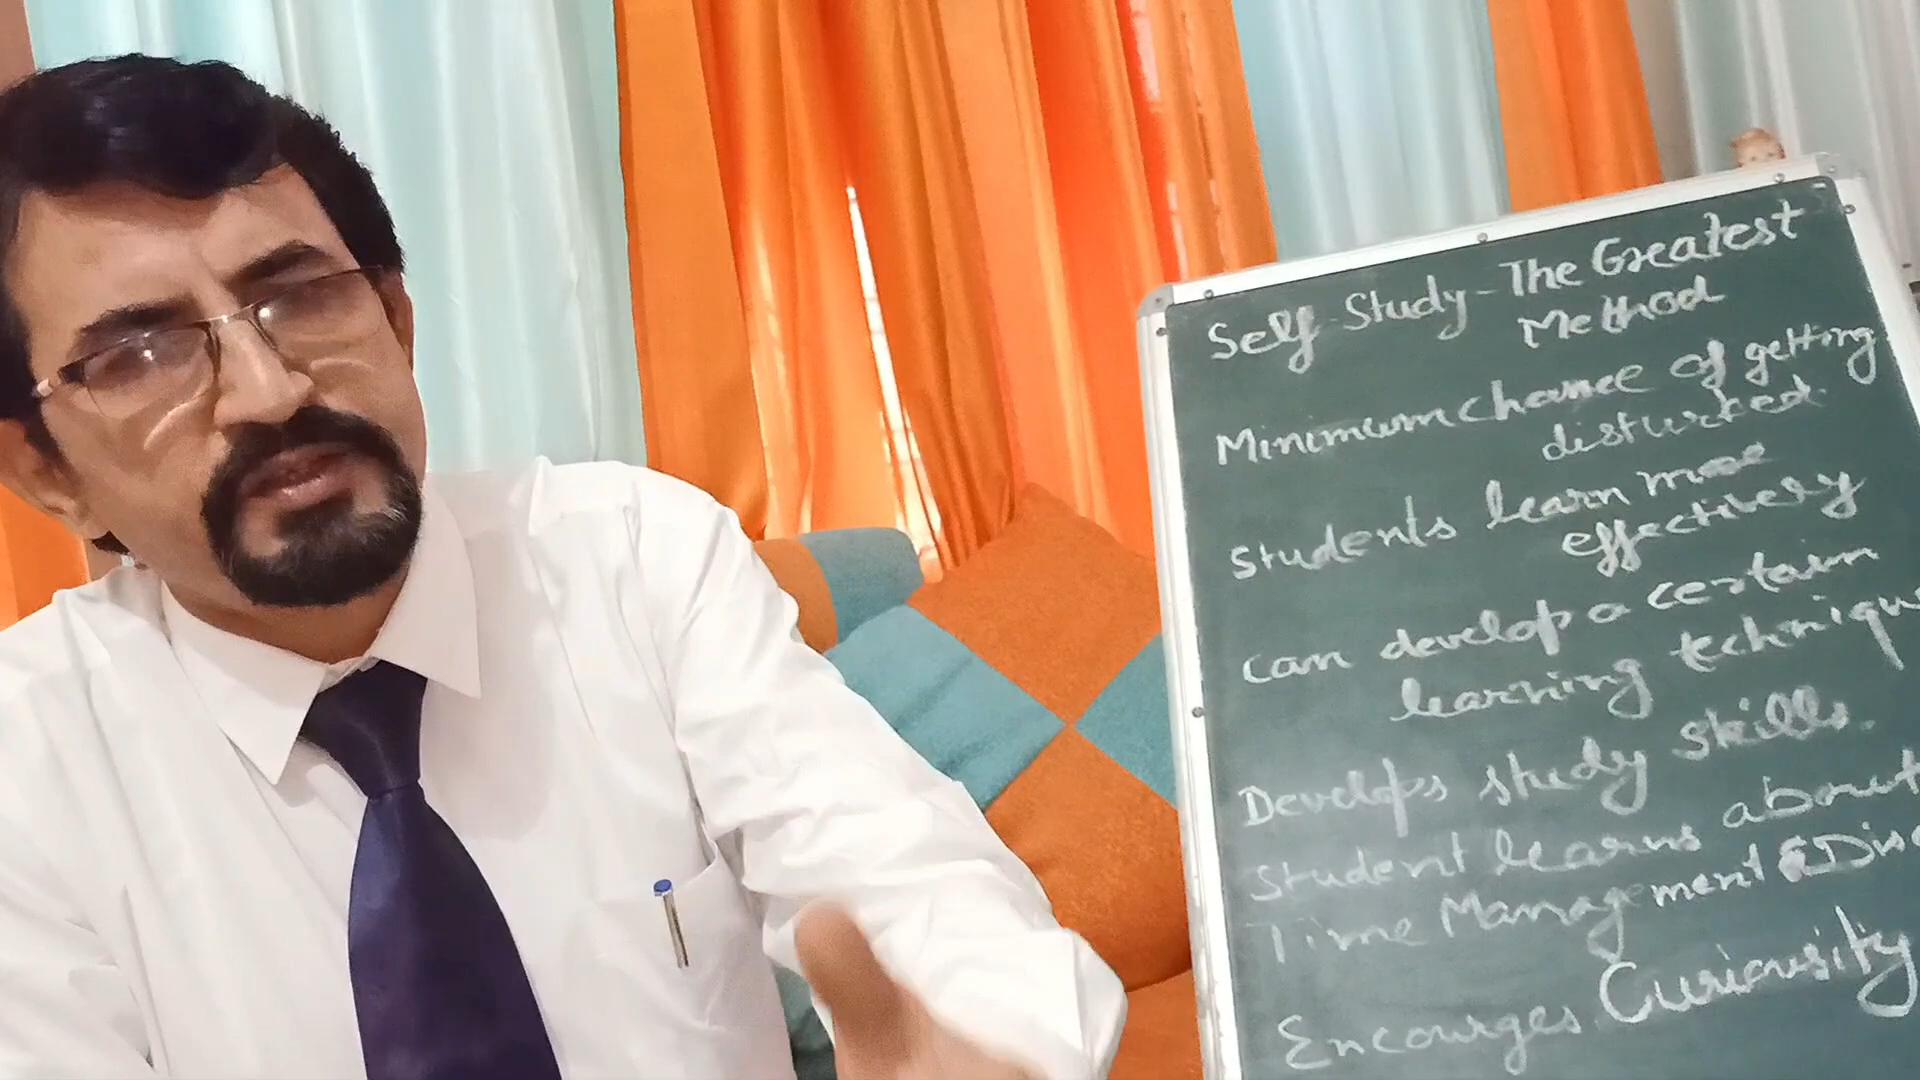 Self-Study-The Greatest
Method
Minimum chance of getting
disturbed.
Students learn more
effectively
can develop a certain
learning technique
Develops study skills.
Student learns about
Time Management & Disc
Encourges Curiousity